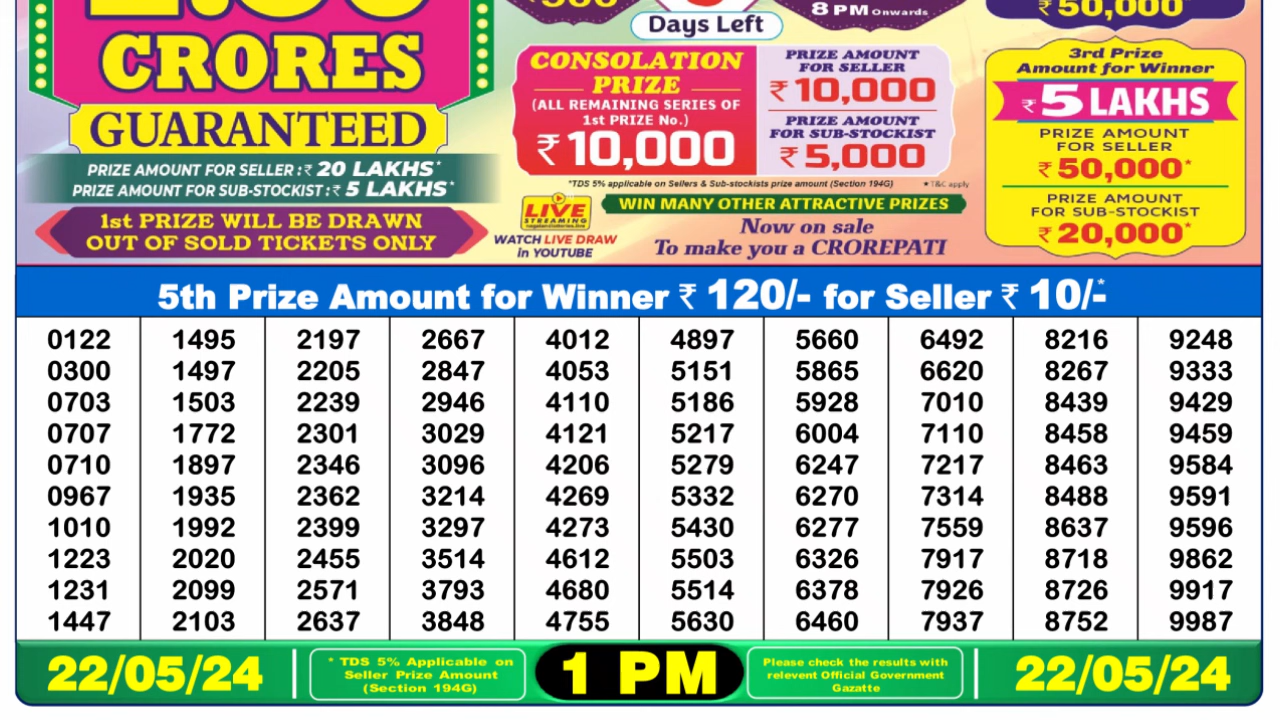 CRORES
GUARANTEED
PRIZE AMOUNT FOR SELLER :₹ 20 LAKHS*
PRIZE AMOUNT FOR SUB-STOCKIST :₹ 5 LAKHS*
1st PRIZE WILL BE DRAWN
OUT OF SOLD TICKETS ONLY
Days Left
8 PM Onwards
₹ 50,000*
CONSOLATION
PRIZE
(ALL REMAINING SERIES OF
1st PRIZE No.)
₹ 10,000
PRIZE AMOUNT
FOR SELLER
₹ 10,000
PRIZE AMOUNT
FOR SUB-STOCKIST
₹ 5,000
*TDS 5% applicable on Sellers & Sub-stockists prize amount (Section 194G)
*T&C apply
LIVE
STREAMING
WATCH LIVE DRAW
in YOUTUBE
WIN MANY OTHER ATTRACTIVE PRIZES
Now on sale
To make you a CROREPATI
3rd Prize
Amount for Winner
₹ 5 LAKHS
PRIZE AMOUNT
FOR SELLER
₹ 50,000*
PRIZE AMOUNT
FOR SUB-STOCKIST
₹ 20,000*
5th Prize Amount for Winner ₹ 120/- for Seller ₹ 10/-*
0122 1495 2197 2667 4012 4897 5660 6492 8216 9248
0300 1497 2205 2847 4053 5151 5865 6620 8267 9333
0703 1503 2239 2946 4110 5186 5928 7010 8439 9429
0707 1772 2301 3029 4121 5217 6004 7110 8458 9459
0710 1897 2346 3096 4206 5279 6247 7217 8463 9584
0967 1935 2362 3214 4269 5332 6270 7314 8488 9591
1010 1992 2399 3297 4273 5430 6277 7559 8637 9596
1223 2020 2455 3514 4612 5503 6326 7917 8718 9862
1231 2099 2571 3793 4680 5514 6378 7926 8726 9917
1447 2103 2637 3848 4755 5630 6460 7937 8752 9987
22/05/24
* TDS 5% Applicable on
Seller Prize Amount
(Section 194G)
1 PM
Please check the results with
relevent Official Government
Gazatte
22/05/24